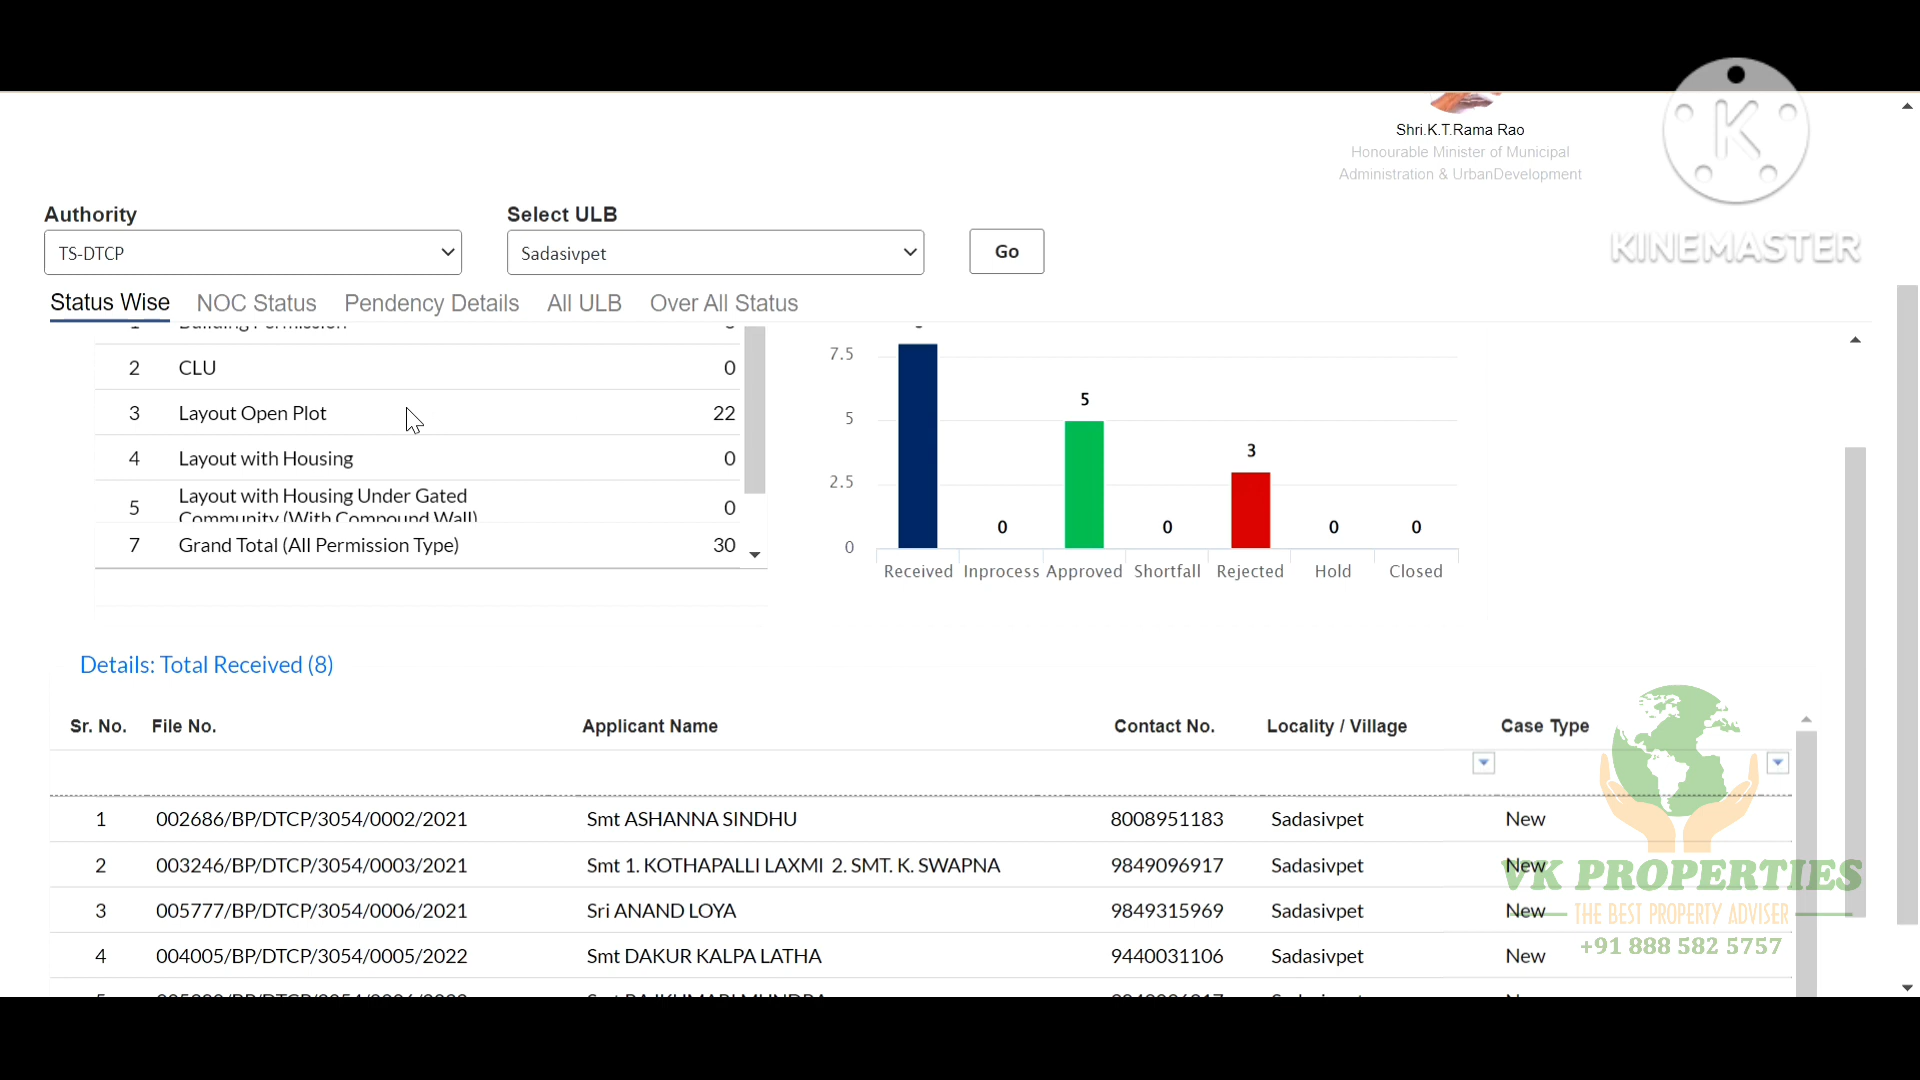 Shri.K.T.Rama Rao
Honourable Minister of Municipal
Administration & UrbanDevelopment
K
KINEMASTER
Authority
Select ULB
TS-DTCP
Sadasivpet
Go
Status Wise NOC Status Pendency Details All ULB Over All Status
2 CLU 0
3 Layout Open Plot 22
4 Layout with Housing 0
5 Layout with Housing Under Gated Community (With Compound Wall) 0
7 Grand Total (All Permission Type) 30
7.5
5
2.5
0
0 5 0 3 0 0
Received Inprocess Approved Shortfall Rejected Hold Closed
Details: Total Received (8)
Sr. No. File No. Applicant Name Contact No. Locality / Village Case Type
1 002686/BP/DTCP/3054/0002/2021 Smt ASHANNA SINDHU 8008951183 Sadasivpet New
2 003246/BP/DTCP/3054/0003/2021 Smt 1. KOTHAPALLI LAXMI 2. SMT. K. SWAPNA 9849096917 Sadasivpet New
3 005777/BP/DTCP/3054/0006/2021 Sri ANAND LOYA 9849315969 Sadasivpet New
4 004005/BP/DTCP/3054/0005/2022 Smt DAKUR KALPA LATHA 9440031106 Sadasivpet New
VK PROPERTIES
THE BEST PROPERTY ADVISER
+91 888 582 5757